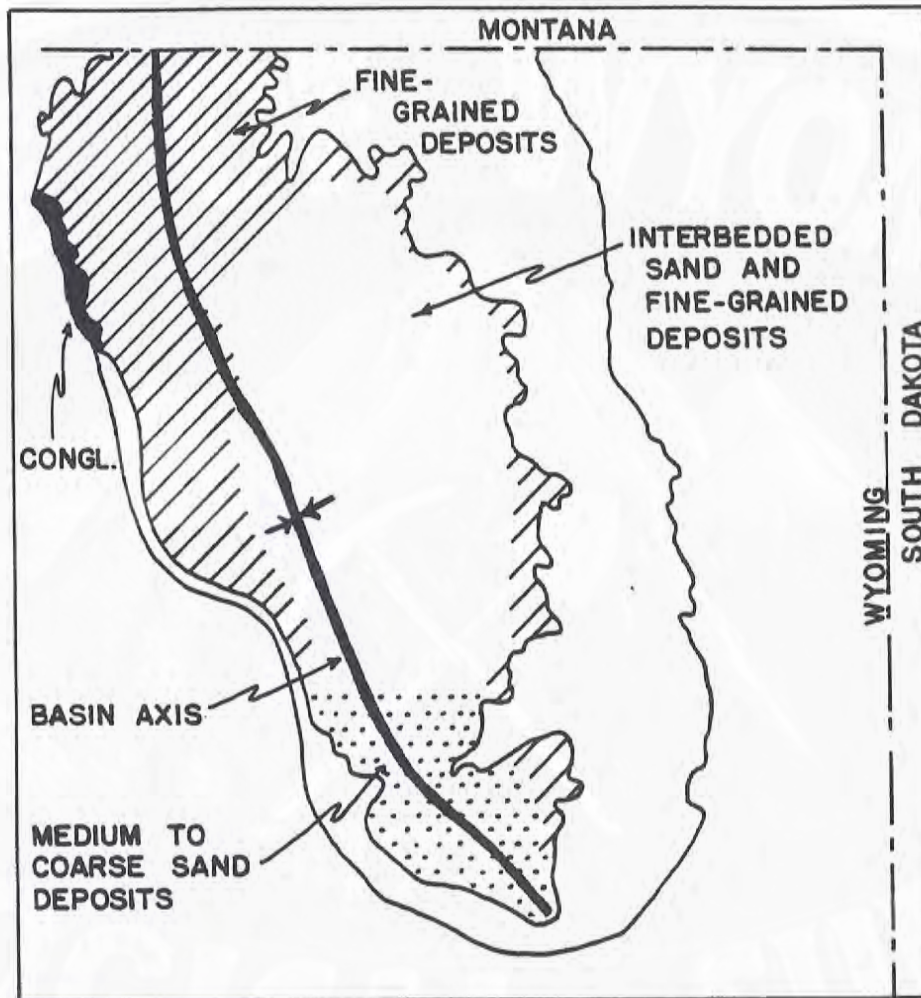 MONTANA
FINE-
GRAINED
DEPOSITS
INTERBEDDED
SAND AND
FINE-GRAINED
DEPOSITS
CONGL.
WYOMING
SOUTH DAKOTA
BASIN AXIS
MEDIUM TO
COARSE SAND
DEPOSITS